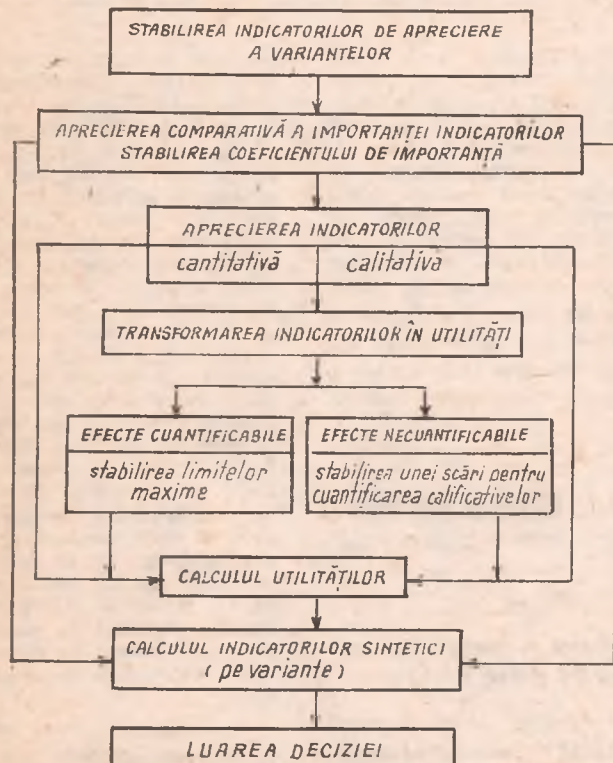 STABILIREA INDICATORILOR DE APRECIERE
A VARIANTELOR
APRECIEREA COMPARATIVĂ A IMPORTANȚEI INDICATORILOR
STABILIREA COEFICIENTULUI DE IMPORTANȚĂ
APRECIEREA INDICATORILOR
cantitativă
calitativa
TRANSFORMAREA INDICATORILOR ÎN UTILITĂȚI
EFECTE CUANTIFICABILE
stabilirea limitelor
maxime
EFECTE NECUANTIFICABILE
stabilirea unei scări pentru
cuantificarea calificativelor
CALCULUL UTILITĂȚILOR
CALCULUL INDICATORILOR SINTETICI
(pe variante)
LUAREA DECIZIEI